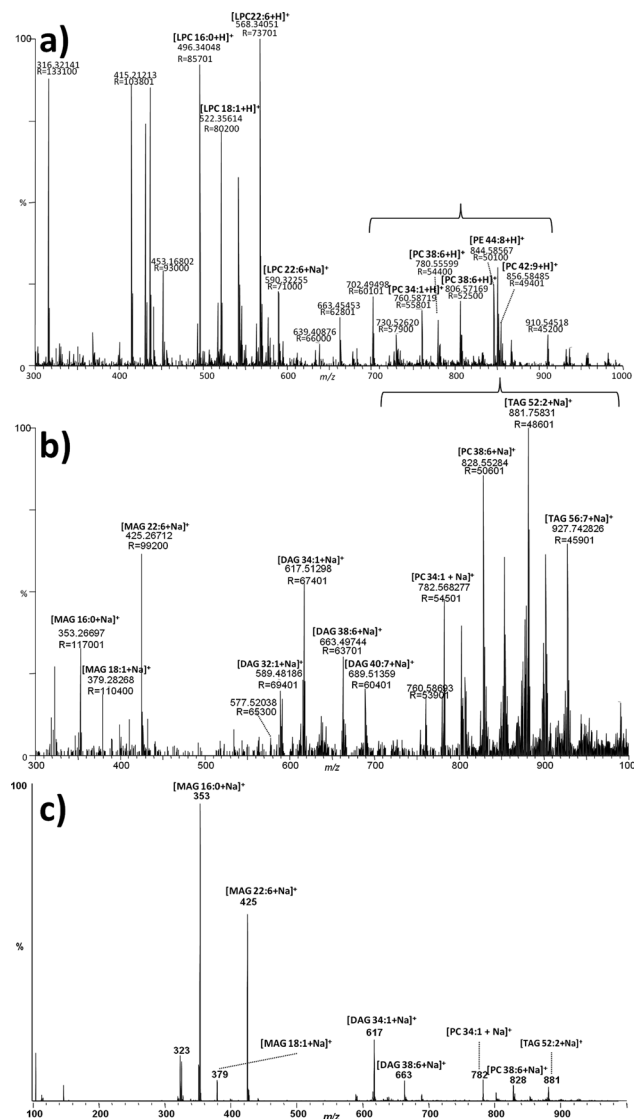 a)
100
%
0
[LPC22:6+H]⁺
568.34051
R=73701
[LPC 16:0+H]⁺
496.34048
R=85701
316.32141
R=133100
415.21213
R=103801
[LPC 18:1+H]⁺
522.35614
R=80200
453.16802
R=93000
[LPC 22:6+Na]⁺
590.32255
R=71000
639.40876
R=66000
663.45453
R=62801
702.49498
R=60101
730.52620
R=57900
[PC 34:1+H]⁺
760.58719
R=55801
[PC 38:6+H]⁺
780.55599
R=54400
[PC 38:6+H]⁺
806.57169
R=52500
[PE 44:8+H]⁺
844.58567
R=50100
[PC 42:9+H]⁺
856.58485
R=49401
910.54518
R=45200
300 400 500 600 700 800 900 1000
m/z
b)
100
%
0
[TAG 52:2+Na]⁺
881.75831
R=48601
[PC 38:6+Na]⁺
828.55284
R=50601
[TAG 56:7+Na]⁺
927.742826
R=45901
[MAG 22:6+Na]⁺
425.26712
R=99200
[DAG 34:1+Na]⁺
617.51298
R=67401
[PC 34:1 + Na]⁺
782.568277
R=54501
[MAG 16:0+Na]⁺
353.26697
R=117001
[MAG 18:1+Na]⁺
379.28268
R=110400
[DAG 38:6+Na]⁺
663.49744
R=63701
[DAG 32:1+Na]⁺
589.48186
R=69401
[DAG 40:7+Na]⁺
689.51359
R=60401
577.52038
R=65300
760.58693
R=53901
300 400 500 600 700 800 900 1000
m/z
c)
100
%
0
[MAG 16:0+Na]⁺
353
[MAG 22:6+Na]⁺
425
[DAG 34:1+Na]⁺
617
[MAG 18:1+Na]⁺
379
323
[DAG 38:6+Na]⁺
663
[PC 34:1 + Na]⁺
782
[PC 38:6+Na]⁺
828
[TAG 52:2+Na]⁺
881
100 200 300 400 500 600 700 800 900
m/z